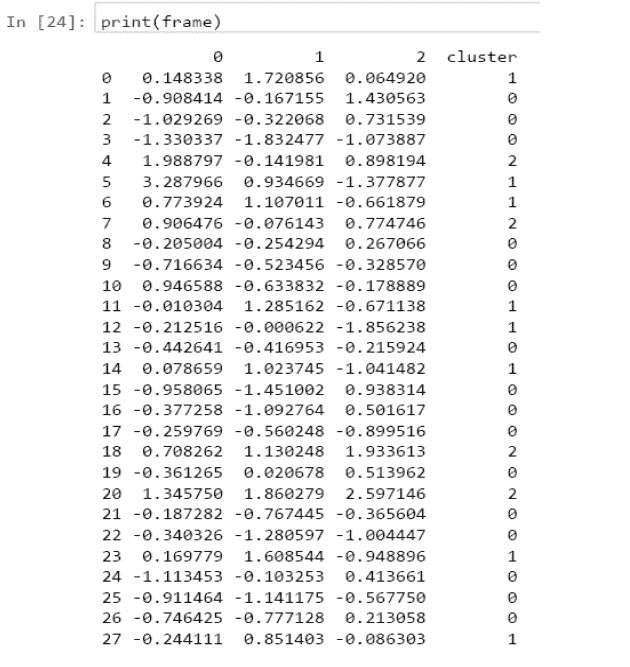 In [24]: print(frame)
0 1 2 cluster
0 0.148338 1.720856 0.064920 1
1 -0.908414 -0.167155 1.430563 0
2 -1.029269 -0.322068 0.731539 0
3 -1.330337 -1.832477 -1.073887 0
4 1.988797 -0.141981 0.898194 2
5 3.287966 0.934669 -1.377877 1
6 0.773924 1.107011 -0.661879 1
7 0.906476 -0.076143 0.774746 2
8 -0.205004 -0.254294 0.267066 0
9 -0.716634 -0.523456 -0.328570 0
10 0.946588 -0.633832 -0.178889 0
11 -0.010304 1.285162 -0.671138 1
12 -0.212516 -0.000622 -1.856238 1
13 -0.442641 -0.416953 -0.215924 0
14 0.078659 1.023745 -1.041482 1
15 -0.958065 -1.451002 0.938314 0
16 -0.377258 -1.092764 0.501617 0
17 -0.259769 -0.560248 -0.899516 0
18 0.708262 1.130248 1.933613 2
19 -0.361265 0.020678 0.513962 0
20 1.345750 1.860279 2.597146 2
21 -0.187282 -0.767445 -0.365604 0
22 -0.340326 -1.280597 -1.004447 0
23 0.169779 1.608544 -0.948896 1
24 -1.113453 -0.103253 0.413661 0
25 -0.911464 -1.141175 -0.567750 0
26 -0.746425 -0.777128 0.213058 0
27 -0.244111 0.851403 -0.086303 1